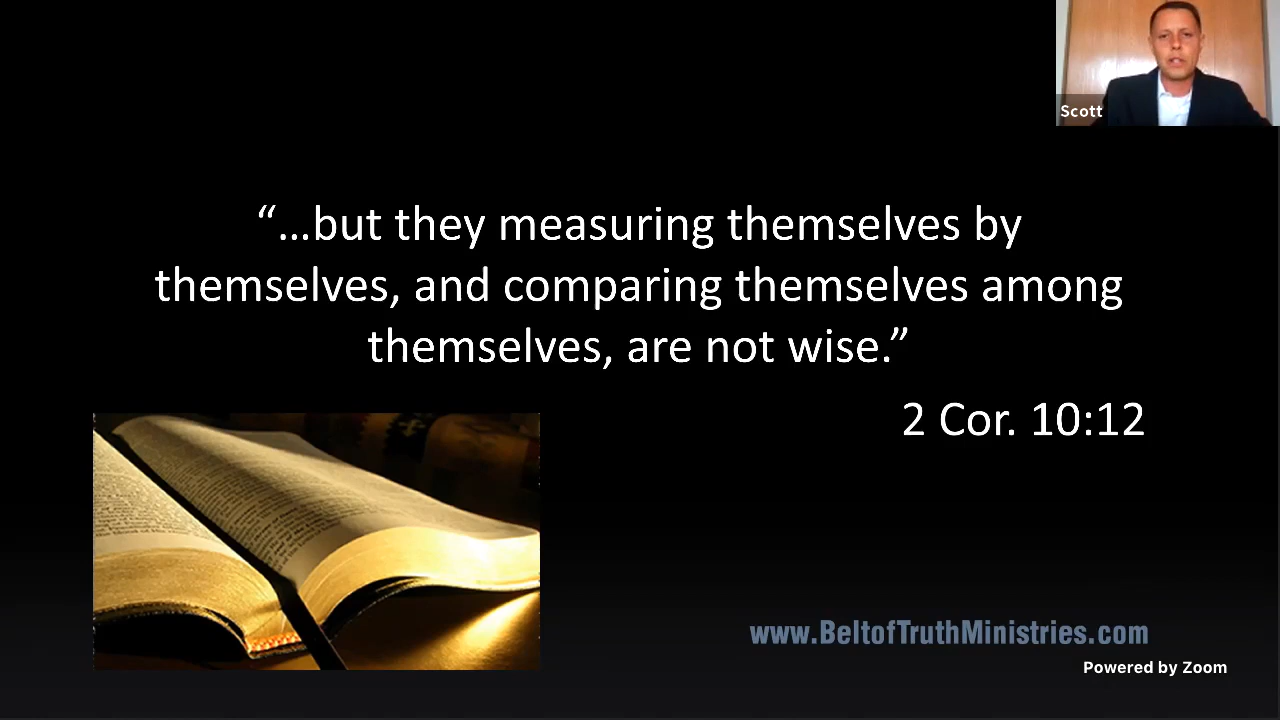 Scott
“...but they measuring themselves by
themselves, and comparing themselves among
themselves, are not wise.”
2 Cor. 10:12
www.BeltofTruthMinistries.com
Powered by Zoom